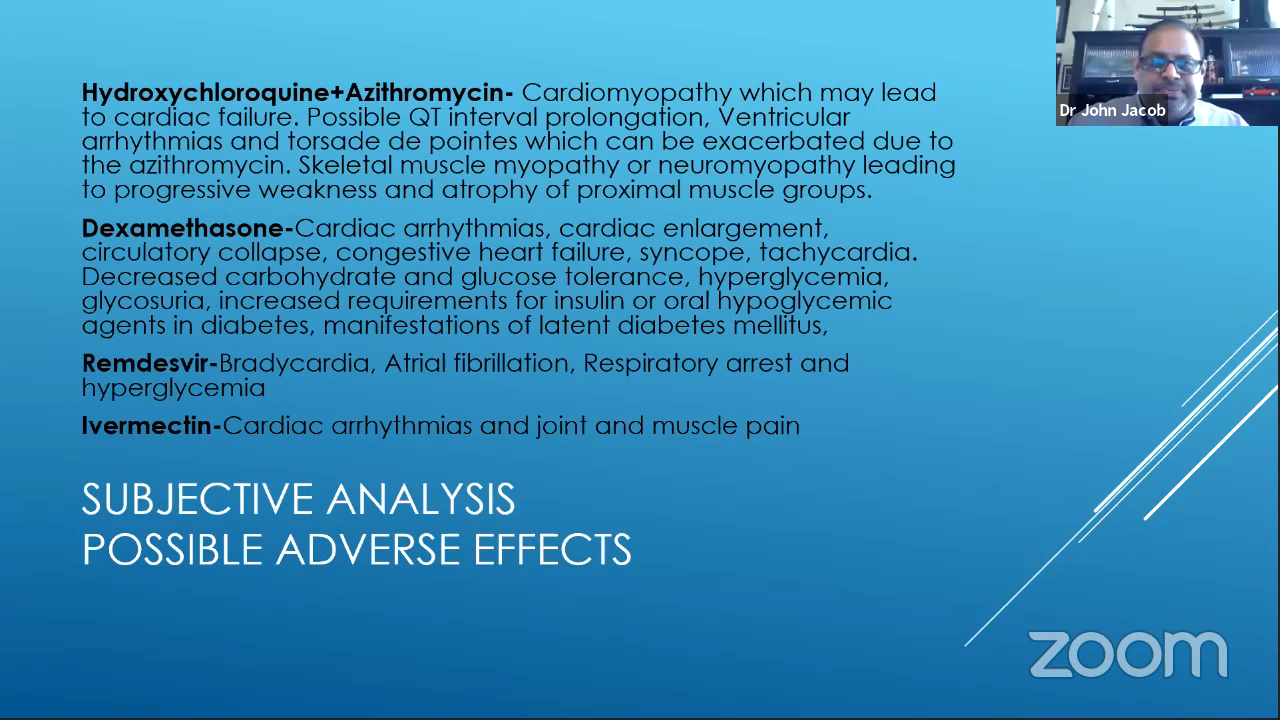 Hydroxychloroquine+Azithromycin- Cardiomyopathy which may lead
to cardiac failure. Possible QT interval prolongation, Ventricular
arrhythmias and torsade de pointes which can be exacerbated due to
the azithromycin. Skeletal muscle myopathy or neuromyopathy leading
to progressive weakness and atrophy of proximal muscle groups.
Dexamethasone-Cardiac arrhythmias, cardiac enlargement,
circulatory collapse, congestive heart failure, syncope, tachycardia.
Decreased carbohydrate and glucose tolerance, hyperglycemia,
glycosuria, increased requirements for insulin or oral hypoglycemic
agents in diabetes, manifestations of latent diabetes mellitus,
Remdesvir-Bradycardia, Atrial fibrillation, Respiratory arrest and
hyperglycemia
Ivermectin-Cardiac arrhythmias and joint and muscle pain
SUBJECTIVE ANALYSIS
POSSIBLE ADVERSE EFFECTS
Dr John Jacob
zoom